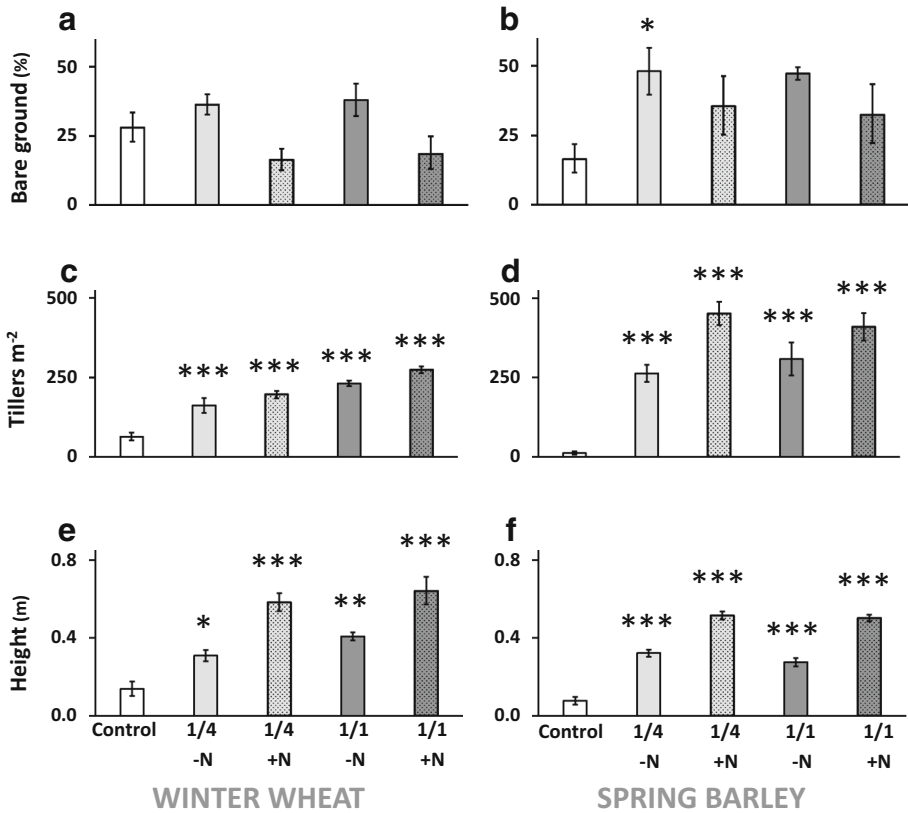 a b
Bare ground (%)
50 50 *
25 25
0 0
c d
Tillers m-2
500 500 *** *** *** ***
250 *** *** *** *** 250
0 0
e f
Height (m)
0.8 *** *** ** * 0.8 *** *** *** ***
0.4 0.4
0.0 0.0
Control 1/4 1/4 1/1 1/1 Control 1/4 1/4 1/1 1/1
-N +N -N +N -N +N -N +N
WINTER WHEAT SPRING BARLEY